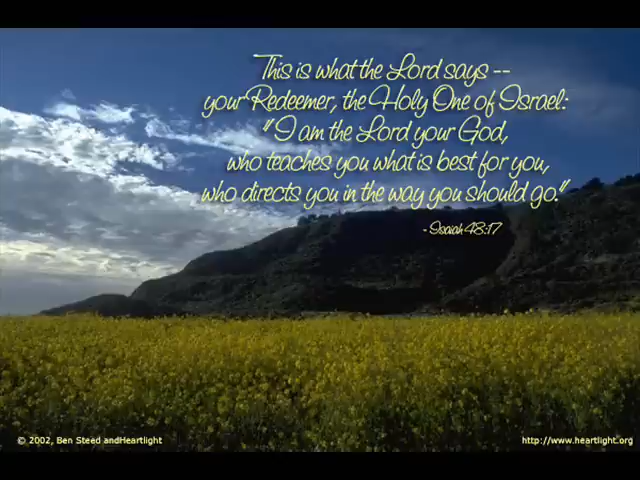 This is what the Lord says --
your Redeemer, the Holy One of Israel:
"I am the Lord your God,
who teaches you what is best for you,
who directs you in the way you should go."
- Isaiah 48:17
© 2002, Ben Steed andHeartlight
http://www.heartlight.org